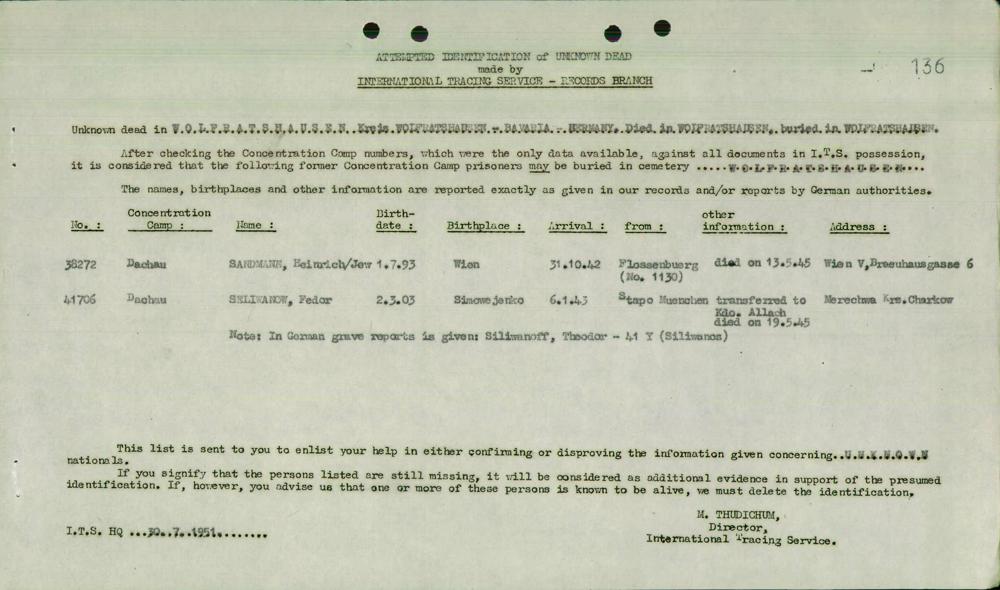 136
ATTEMPTED IDENTIFICATION of UNKNOWN DEAD
made by
INTERNATIONAL TRACING SERVICE - RECORDS BRANCH
Unknown dead in W.O.L.F.R.A.T.S.H.A.U.S.E.N..Kreis.WOLFRATSHAUSEN.-.BAVARIA.-.GERMANY. Died.in.WOLFRATSHAUSEN,.buried.in.WOLFRATSHAUSEN.
After checking the Concentration Camp numbers, which were the only data available, against all documents in I.T.S. possession,
it is considered that the following former Concentration Camp prisoners may be buried in cemetery .....W.O.L.F.R.A.T.S.H.A.U.S.E.N....
The names, birthplaces and other information are reported exactly as given in our records and/or reports by German authorities.
No. : Concentration Camp : Name : Birth-date : Birthplace : Arrival : from : other information : Address :
38272 Dachau SANDMANN, Heinrich/Jew 1.7.93 Wien 31.10.42 Flossenbuerg died on 13.5.45 Wien V,Braeuhausgasse 6
(No. 1130)
41706 Dachau SELIWANOW, Fedor 2.3.03 Simowejenko 6.1.43 Stapo Muenchen transferred to Merechwa Krs.Charkow
Kdo. Allach
died on 19.5.45
Note: In German grave reports is given: Siliwanoff, Theodor - 41 Y (Siliwanos)
This list is sent to you to enlist your help in either confirming or disproving the information given concerning..U.N.K.N.O.W.N
nationals.
If you signify that the persons listed are still missing, it will be considered as additional evidence in support of the presumed
identification. If, however, you advise us that one or more of these persons is known to be alive, we must delete the identification.
M. THUDICHUM,
Director,
I.T.S. HQ ...30..7..1951........
International Tracing Service.